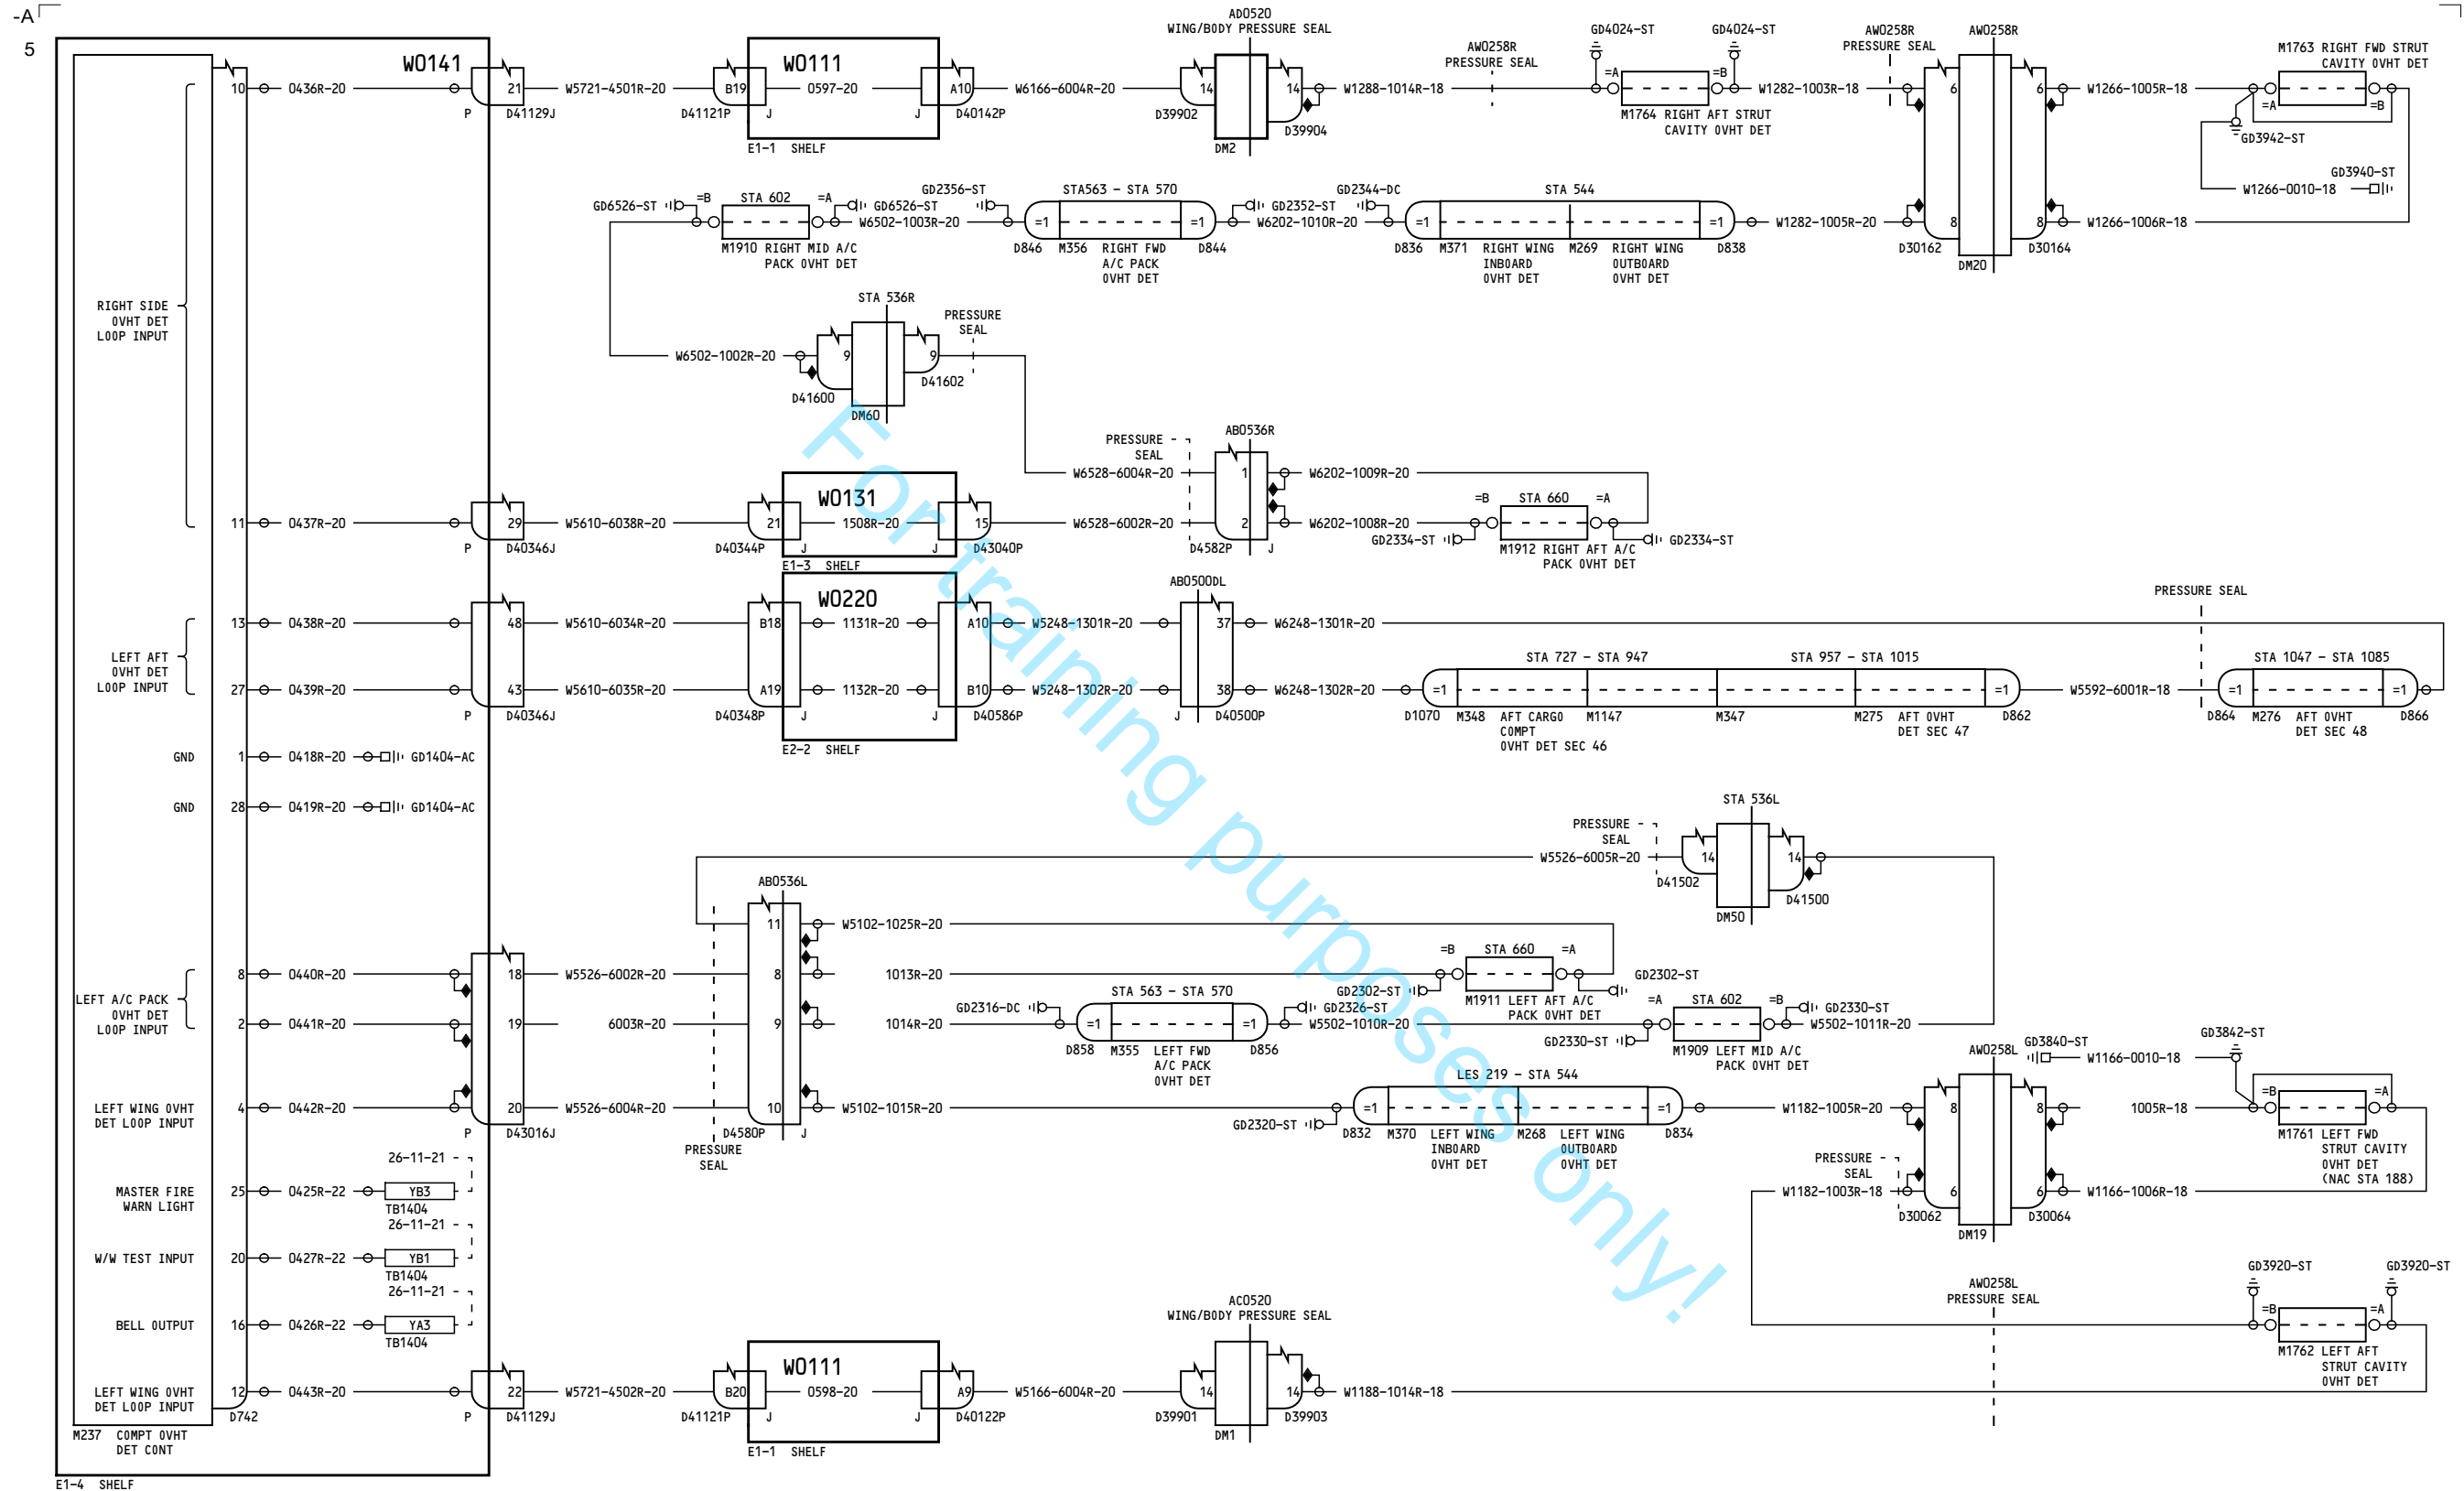 -A
5
W0141
10
0436R-20
P
21
D41129J
W5721-4501R-20
B19
D41121P
J
W0111
0597-20
J
A10
D40142P
E1-1 SHELF
W6166-6004R-20
AD0520
WING/BODY PRESSURE SEAL
14
14
D39902
D39904
DM2
W1288-1014R-18
AW0258R
PRESSURE SEAL
GD4024-ST
GD4024-ST
=A
=B
M1764 RIGHT AFT STRUT
CAVITY OVHT DET
W1282-1003R-18
AW0258R
PRESSURE SEAL
AW0258R
6
6
8
8
D30162
D30164
DM20
W1266-1005R-18
M1763 RIGHT FWD STRUT
CAVITY OVHT DET
=A
=B
GD3942-ST
GD3940-ST
W1266-0010-18
W1266-1006R-18
GD6526-ST
=B
STA 602
=A
GD6526-ST
W6502-1003R-20
M1910 RIGHT MID A/C
PACK OVHT DET
GD2356-ST
STA563 - STA 570
=1
=1
D846
M356
RIGHT FWD
A/C PACK
OVHT DET
D844
GD2352-ST
W6202-1010R-20
GD2344-DC
STA 544
=1
=1
D836
M371
RIGHT WING
INBOARD
OVHT DET
M269
RIGHT WING
OUTBOARD
OVHT DET
D838
W1282-1005R-20
RIGHT SIDE
OVHT DET
LOOP INPUT
STA 536R
PRESSURE
SEAL
W6502-1002R-20
9
9
D41600
D41602
DM60
PRESSURE
SEAL
AB0536R
W6528-6004R-20
1
W6202-1009R-20
11
0437R-20
P
29
D40346J
W5610-6038R-20
21
D40344P
J
W0131
1508R-20
J
15
D43040P
E1-3 SHELF
W6528-6002R-20
2
D4582P
J
W6202-1008R-20
=B
STA 660
=A
GD2334-ST
GD2334-ST
M1912 RIGHT AFT A/C
PACK OVHT DET
LEFT AFT
OVHT DET
LOOP INPUT
13
0438R-20
48
W5610-6034R-20
B18
W0220
1131R-20
A10
W5248-1301R-20
AB0500DL
37
W6248-1301R-20
PRESSURE SEAL
27
0439R-20
P
43
D40346J
W5610-6035R-20
A19
D40348P
J
1132R-20
J
B10
D40586P
E2-2 SHELF
W5248-1302R-20
38
J
D40500P
W6248-1302R-20
STA 727 - STA 947
STA 957 - STA 1015
=1
=1
D1070
M348
AFT CARGO
COMPT
OVHT DET SEC 46
M1147
M347
M275
AFT OVHT
DET SEC 47
D862
W5592-6001R-18
STA 1047 - STA 1085
=1
=1
D864
M276
AFT OVHT
DET SEC 48
D866
GND
1
0418R-20
GD1404-AC
GND
28
0419R-20
GD1404-AC
STA 536L
PRESSURE
SEAL
W5526-6005R-20
14
14
D41502
D41500
DM50
AB0536L
11
W5102-1025R-20
LEFT A/C PACK
OVHT DET
LOOP INPUT
8
0440R-20
18
W5526-6002R-20
8
1013R-20
=B
STA 660
=A
GD2302-ST
GD2302-ST
M1911 LEFT AFT A/C
PACK OVHT DET
2
0441R-20
19
6003R-20
9
1014R-20
GD2316-DC
STA 563 - STA 570
=1
=1
D858
M355
LEFT FWD
A/C PACK
OVHT DET
D856
GD2326-ST
W5502-1010R-20
GD2330-ST
=A
STA 602
=B
GD2330-ST
W5502-1011R-20
M1909 LEFT MID A/C
PACK OVHT DET
LEFT WING OVHT
DET LOOP INPUT
4
0442R-20
P
20
D43016J
W5526-6004R-20
PRESSURE
SEAL
10
D4580P
J
W5102-1015R-20
GD2320-ST
LES 219 - STA 544
=1
=1
D832
M370
LEFT WING
INBOARD
OVHT DET
M268
LEFT WING
OUTBOARD
OVHT DET
D834
W1182-1005R-20
AW0258L
GD3840-ST
W1166-0010-18
GD3842-ST
8
8
1005R-18
=B
=A
M1761 LEFT FWD
STRUT CAVITY
OVHT DET
(NAC STA 188)
PRESSURE
SEAL
W1182-1003R-18
6
6
D30062
D30064
DM19
W1166-1006R-18
MASTER FIRE
WARN LIGHT
25
0425R-22
26-11-21
YB3
TB1404
W/W TEST INPUT
20
0427R-22
26-11-21
YB1
TB1404
BELL OUTPUT
16
0426R-22
26-11-21
YA3
TB1404
AW0258L
PRESSURE SEAL
GD3920-ST
GD3920-ST
=B
=A
M1762 LEFT AFT
STRUT CAVITY
OVHT DET
LEFT WING OVHT
DET LOOP INPUT
12
0443R-20
D742
P
22
D41129J
W5721-4502R-20
B20
D41121P
J
W0111
0598-20
J
A9
D40122P
E1-1 SHELF
W5166-6004R-20
AC0520
WING/BODY PRESSURE SEAL
14
14
D39901
D39903
DM1
W1188-1014R-18
M237 COMPT OVHT
DET CONT
E1-4 SHELF
For training purposes only!